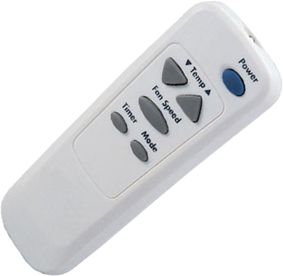 Power
▼ Temp ▲
Fan Speed
Timer
Mode